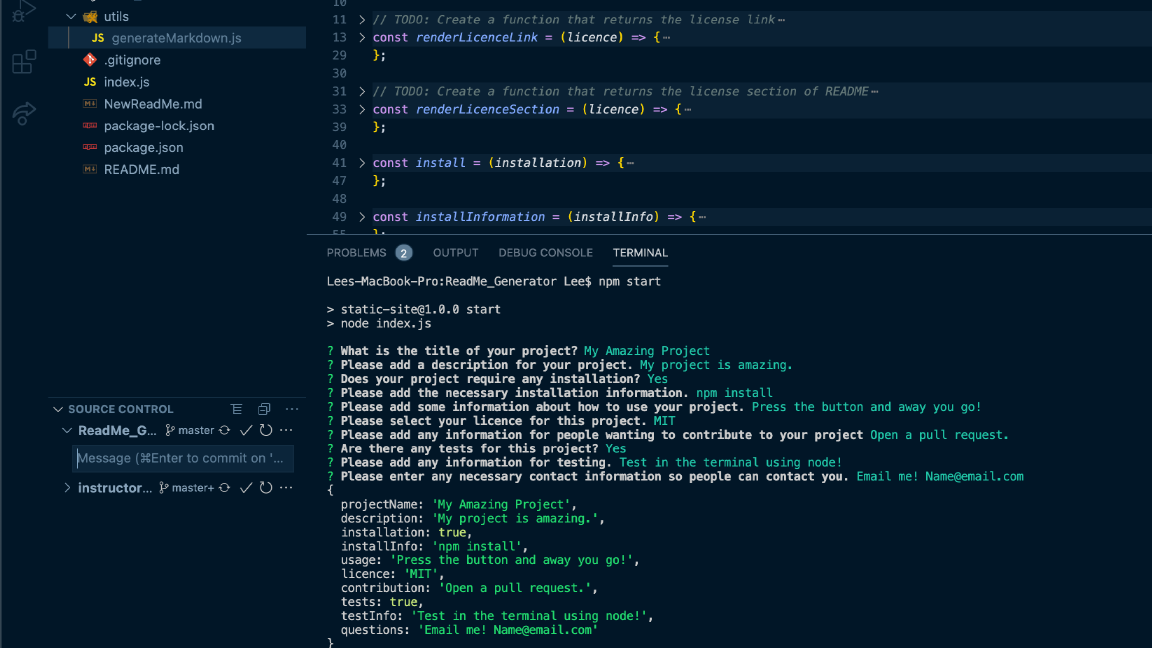 utils
JS generateMarkdown.js
.gitignore
JS index.js
NewReadMe.md
package-lock.json
package.json
README.md
SOURCE CONTROL
ReadMe_G... master
Message (⌘Enter to commit on '...
instructor... master+
10
11 // TODO: Create a function that returns the license link⋯
13 const renderLicenceLink = (licence) => {⋯
29 };
30
31 // TODO: Create a function that returns the license section of README⋯
33 const renderLicenceSection = (licence) => {⋯
39 };
40
41 const install = (installation) => {⋯
47 };
48
49 const installInformation = (installInfo) => {⋯
55 };
PROBLEMS 2 OUTPUT DEBUG CONSOLE TERMINAL
Lees-MacBook-Pro:ReadMe_Generator Lee$ npm start
> static-site@1.0.0 start
> node index.js
? What is the title of your project? My Amazing Project
? Please add a description for your project. My project is amazing.
? Does your project require any installation? Yes
? Please add the necessary installation information. npm install
? Please add some information about how to use your project. Press the button and away you go!
? Please select your licence for this project. MIT
? Please add any information for people wanting to contribute to your project Open a pull request.
? Are there any tests for this project? Yes
? Please add any information for testing. Test in the terminal using node!
? Please enter any necessary contact information so people can contact you. Email me! Name@email.com
{
projectName: 'My Amazing Project',
description: 'My project is amazing.',
installation: true,
installInfo: 'npm install',
usage: 'Press the button and away you go!',
licence: 'MIT',
contribution: 'Open a pull request.',
tests: true,
testInfo: 'Test in the terminal using node!',
questions: 'Email me! Name@email.com'
}